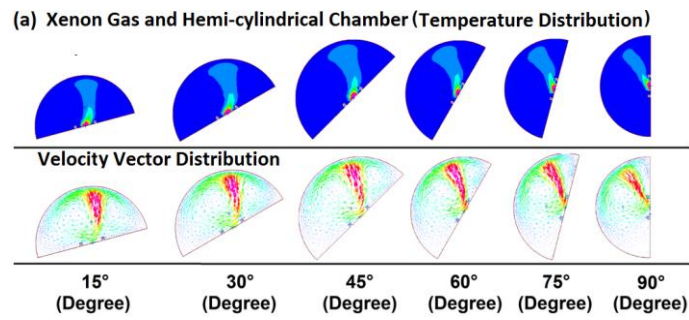 (a) Xenon Gas and Hemi-cylindrical Chamber (Temperature Distribution)
Velocity Vector Distribution
15° 30° 45° 60° 75° 90°
(Degree) (Degree) (Degree) (Degree) (Degree) (Degree)